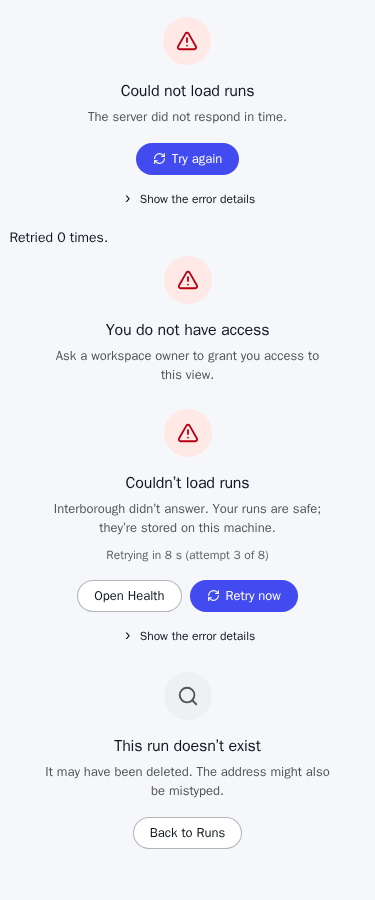 Could not load runs
The server did not respond in time.
Try again
Show the error details
Retried 0 times.
You do not have access
Ask a workspace owner to grant you access to
this view.
Couldn't load runs
Interborough didn't answer. Your runs are safe;
they're stored on this machine.
Retrying in 8 s (attempt 3 of 8)
Open Health
Retry now
Show the error details
This run doesn't exist
It may have been deleted. The address might also
be mistyped.
Back to Runs